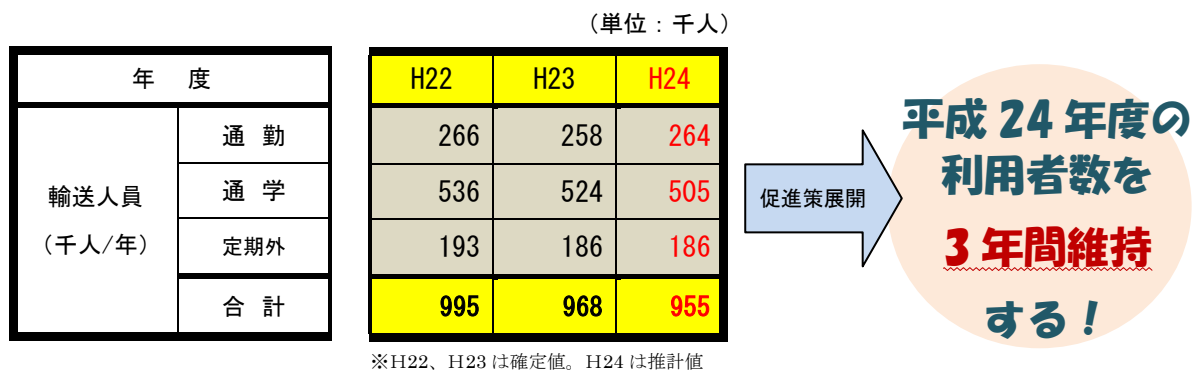 （単位：千人）
年 度 H22 H23 H24
輸送人員
（千人/年）
通 勤 266 258 264
通 学 536 524 505
定期外 193 186 186
合 計 995 968 955
※H22、H23は確定値。H24は推計値
促進策展開
平成24年度の
利用者数を
3年間維持
する！